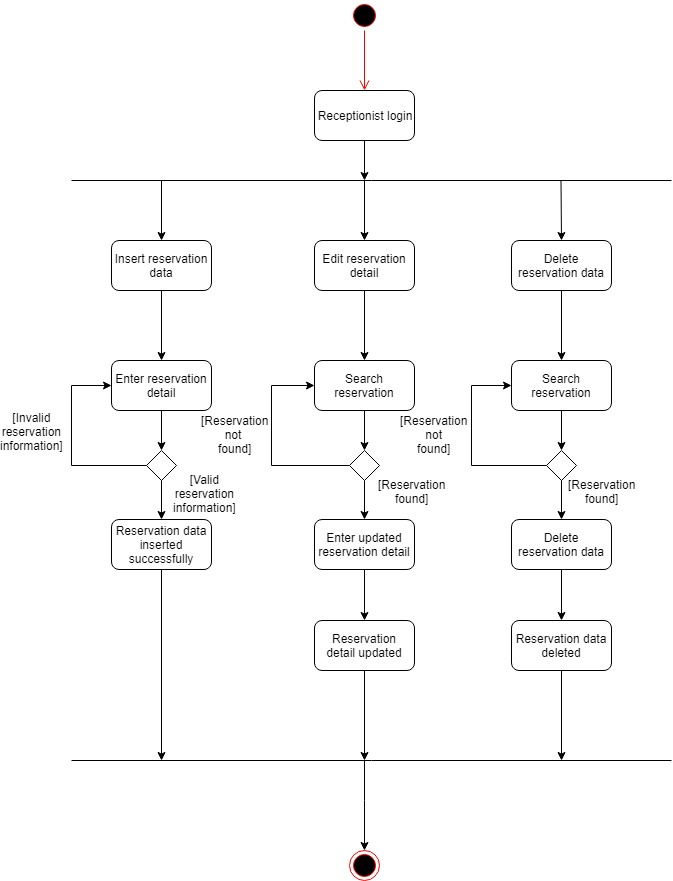 Receptionist login
Insert reservation
data
Edit reservation
detail
Delete
reservation data
Enter reservation
detail
Search
reservation
Search
reservation
[Invalid
reservation
information]
[Reservation
not
found]
[Reservation
not
found]
[Valid
reservation
information]
[Reservation
found]
[Reservation
found]
Reservation data
inserted
successfully
Enter updated
reservation detail
Delete
reservation data
Reservation
detail updated
Reservation data
deleted